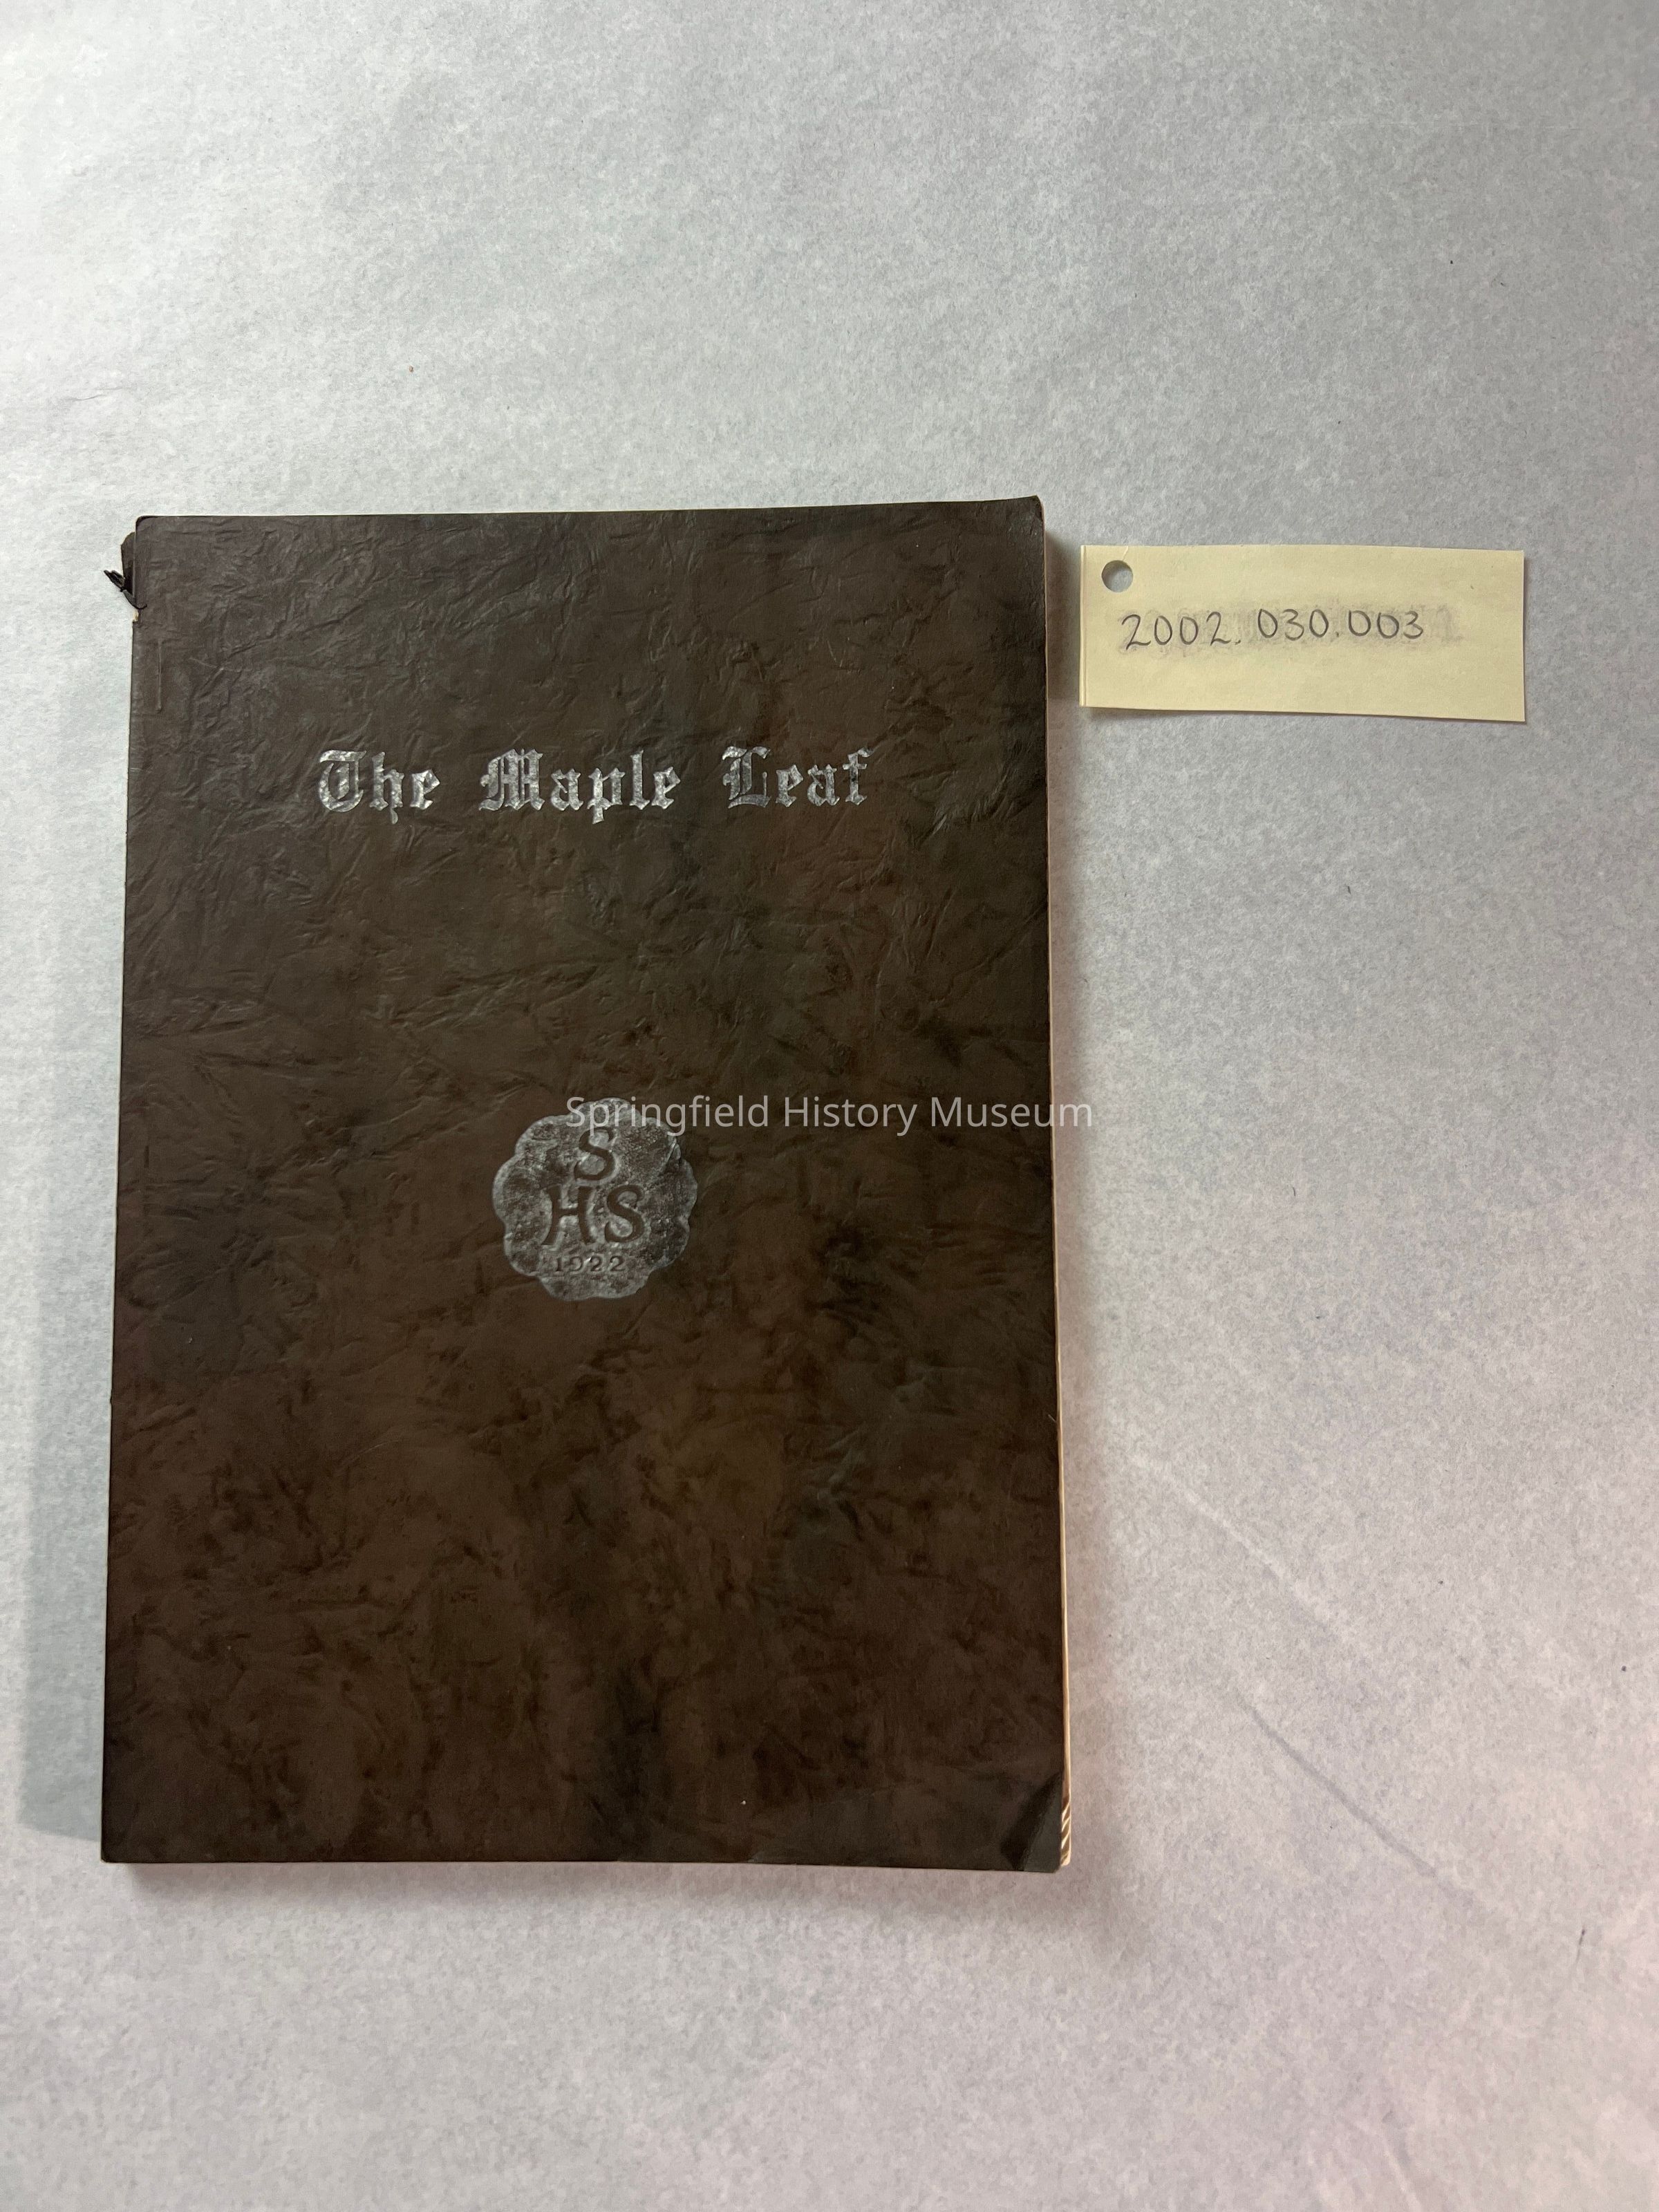 The Maple Leaf
2002.030.003
Springfield History Museum
S
HS
1922